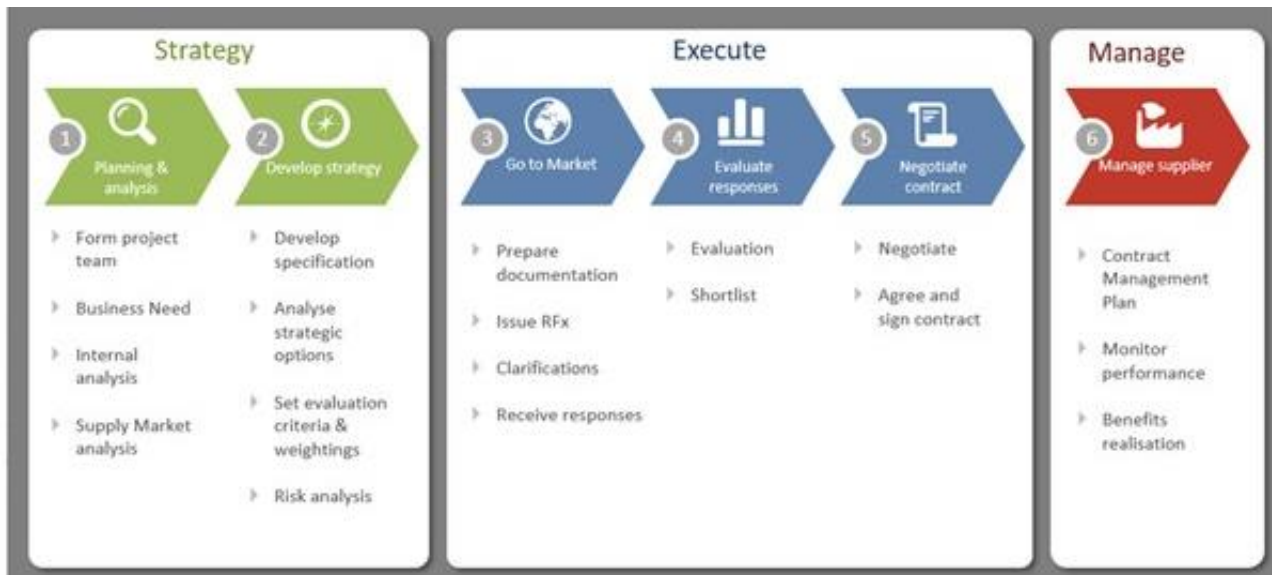 Strategy
1
Planning &
analysis
2
Develop strategy
Form project
team
Business Need
Internal
analysis
Supply Market
analysis
Develop
specification
Analyse
strategic
options
Set evaluation
criteria &
weightings
Risk analysis
Execute
3
Go to Market
4
Evaluate
responses
5
Negotiate
contract
Prepare
documentation
Issue RFx
Clarifications
Receive responses
Evaluation
Shortlist
Negotiate
Agree and
sign contract
Manage
6
Manage supplier
Contract
Management
Plan
Monitor
performance
Benefits
realisation